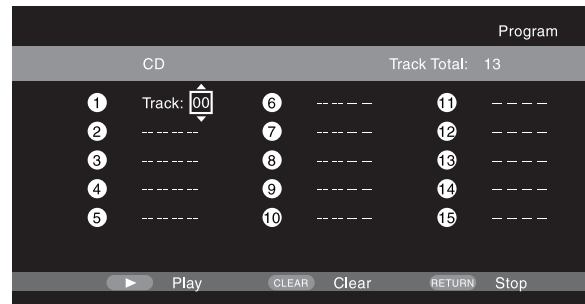 Program
CD Track Total: 13
1 Track: 00 6 -- -- -- -- -- 11 -- -- -- --
2 -- -- -- -- -- 7 -- -- -- -- -- 12 -- -- -- --
3 -- -- -- -- -- 8 -- -- -- -- -- 13 -- -- -- --
4 -- -- -- -- -- 9 -- -- -- -- -- 14 -- -- -- --
5 -- -- -- -- -- 10 -- -- -- -- -- 15 -- -- -- --
Play CLEAR Clear RETURN Stop